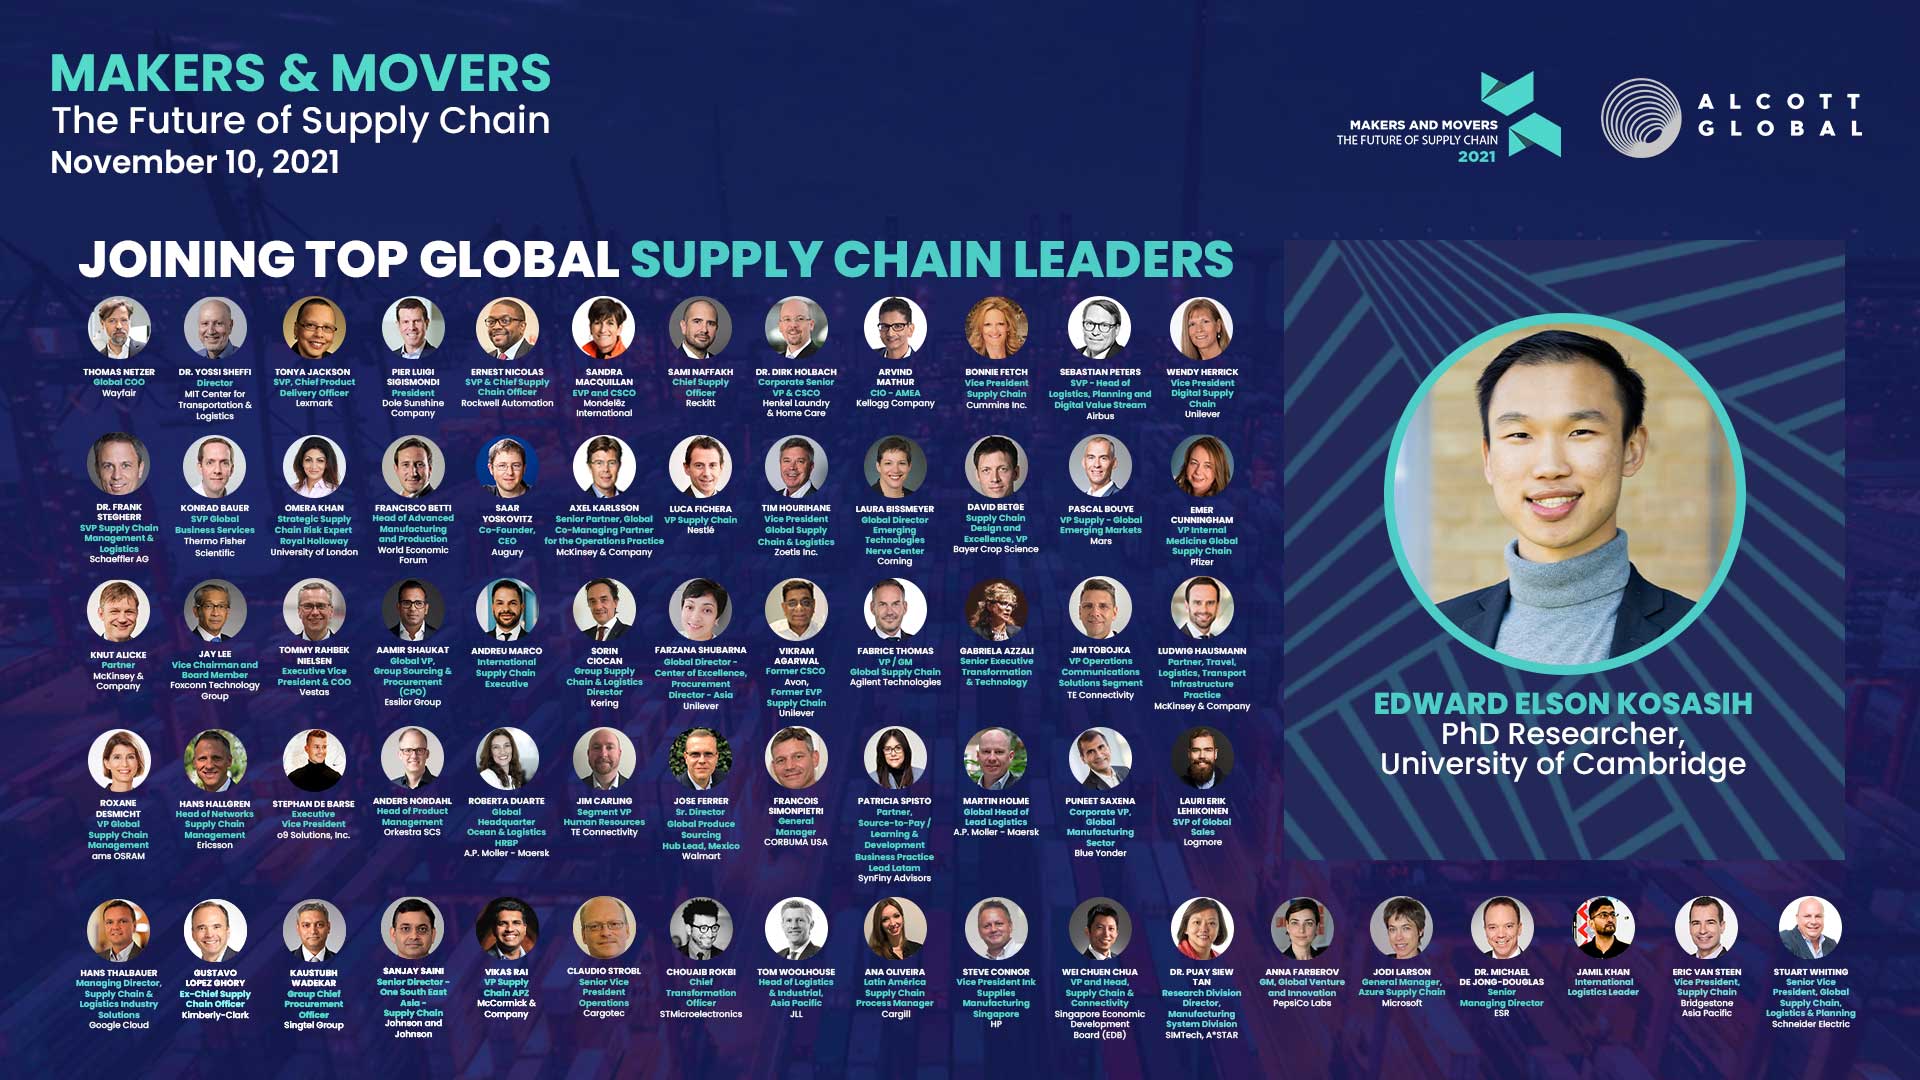 MAKERS & MOVERS
The Future of Supply Chain
November 10, 2021
MAKERS AND MOVERS
THE FUTURE OF SUPPLY CHAIN
2021
ALCOTT
GLOBAL
JOINING TOP GLOBAL SUPPLY CHAIN LEADERS
THOMAS NETZER
Global COO
Wayfair
DR. YOSSI SHEFFI
Director
MIT Center for
Transportation &
Logistics
TONYA JACKSON
SVP, Chief Product
Delivery Officer
Lexmark
PIER LUIGI
SIGISMONDI
President
Dole Sunshine
Company
ERNEST NICOLAS
SVP & Chief Supply
Chain Officer
Rockwell Automation
SANDRA
MACQUILLAN
EVP and CSCO
Mondelēz
International
SAMI NAFFAKH
Chief Supply
Officer
Reckitt
DR. DIRK HOLBACH
Corporate Senior
VP & CSCO
Henkel Laundry
& Home Care
ARVIND
MATHUR
CIO - AMEA
Kellogg Company
BONNIE FETCH
Vice President
Supply Chain
Cummins Inc.
SEBASTIAN PETERS
SVP - Head of
Logistics, Planning and
Digital Value Stream
Airbus
WENDY HERRICK
Vice President
Digital Supply
Chain
Unilever
DR. FRANK
STEGHERR
SVP Supply Chain
Management &
Logistics
Schaeffler AG
KONRAD BAUER
SVP Global
Business Services
Thermo Fisher
Scientific
OMERA KHAN
Strategic Supply
Chain Risk Expert
Royal Holloway
University of London
FRANCISCO BETTI
Head of Advanced
Manufacturing
and Production
World Economic
Forum
SAAR
YOSKOVITZ
Co-Founder,
CEO
Augury
AXEL KARLSSON
Senior Partner, Global
Co-Managing Partner
for the Operations Practice
McKinsey & Company
LUCA FICHERA
VP Supply Chain
Nestlé
TIM HOURIHANE
Vice President
Global Supply
Chain & Logistics
Zoetis Inc.
LAURA BISSMEYER
Global Director
Emerging
Technologies
Nerve Center
Corning
DAVID BETGE
Supply Chain
Design and
Excellence, VP
Bayer Crop Science
PASCAL BOUYE
VP Supply - Global
Emerging Markets
Mars
EMER
CUNNINGHAM
VP Internal
Medicine Global
Supply Chain
Pfizer
KNUT ALICKE
Partner
McKinsey &
Company
JAY LEE
Vice Chairman and
Board Member
Foxconn Technology
Group
TOMMY RAHBEK
NIELSEN
Executive Vice
President & COO
Vestas
AAMIR SHAUKAT
Global VP,
Group Sourcing &
Procurement
(CPO)
Essilor Group
ANDREU MARCO
International
Supply Chain
Executive
SORIN
CIOCAN
Group Supply
Chain & Logistics
Director
Kering
FARZANA SHUBARNA
Global Director -
Center of Excellence,
Procurement
Director - Asia
Unilever
VIKRAM
AGARWAL
Former CSCO
Avon,
Former EVP
Supply Chain
Unilever
FABRICE THOMAS
VP / GM
Global Supply Chain
Agilent Technologies
GABRIELA AZZALI
Senior Executive
Transformation
& Technology
JIM TOBOJKA
VP Operations
Communications
Solutions Segment
TE Connectivity
LUDWIG HAUSMANN
Partner, Travel,
Logistics, Transport
Infrastructure
Practice
McKinsey & Company
ROXANE
DESMICHT
VP Global
Supply Chain
Management
ams OSRAM
HANS HALLGREN
Head of Networks
Supply Chain
Management
Ericsson
STEPHAN DE BARSE
Executive
Vice President
o9 Solutions, Inc.
ANDERS NORDAHL
Head of Product
Management
Orkestra SCS
ROBERTA DUARTE
Global
Headquarter
Ocean & Logistics
HRBP
A.P. Moller - Maersk
JIM CARLING
Segment VP
Human Resources
TE Connectivity
JOSE FERRER
Sr. Director
Global Produce
Sourcing
Hub Lead, Mexico
Walmart
FRANCOIS
SIMONPIETRI
General
Manager
CORBUMA USA
PATRICIA SPISTO
Partner,
Source-to-Pay /
Learning &
Development
Business Practice
Lead Latam
SynFiny Advisors
MARTIN HOLME
Global Head of
Lead Logistics
A.P. Moller - Maersk
PUNEET SAXENA
Corporate VP,
Global
Manufacturing
Sector
Blue Yonder
LAURI ERIK
LEHIKOINEN
SVP of Global
Sales
Logmore
EDWARD ELSON KOSASIH
PhD Researcher,
University of Cambridge
HANS THALBAUER
Managing Director,
Supply Chain &
Logistics Industry
Solutions
Google Cloud
GUSTAVO
LOPEZ GHORY
Ex-Chief Supply
Chain Officer
Kimberly-Clark
KAUSTUBH
WADEKAR
Group Chief
Procurement
Officer
Singtel Group
SANJAY SAINI
Senior Director -
One South East
Asia -
Supply Chain
Johnson and
Johnson
VIKAS RAI
VP Supply
Chain APZ
McCormick &
Company
CLAUDIO STROBL
Senior Vice
President
Operations
Cargotec
CHOUAIB ROKBI
Chief
Transformation
Officer
STMicroelectronics
TOM WOOLHOUSE
Head of Logistics
& Industrial,
Asia Pacific
JLL
ANA OLIVEIRA
Latin América
Supply Chain
Process Manager
Cargill
STEVE CONNOR
Vice President Ink
Supplies
Manufacturing
Singapore
HP
WEI CHUEN CHUA
VP and Head,
Supply Chain &
Connectivity
Singapore Economic
Development
Board (EDB)
DR. PUAY SIEW
TAN
Research Division
Director,
Manufacturing
System Division
SIMTech, A*STAR
ANNA FARBEROV
GM, Global Venture
and Innovation
PepsiCo Labs
JODI LARSON
General Manager,
Azure Supply Chain
Microsoft
DR. MICHAEL
DE JONG-DOUGLAS
Senior
Managing Director
ESR
JAMIL KHAN
International
Logistics Leader
ERIC VAN STEEN
Vice President,
Supply Chain
Bridgestone
Asia Pacific
STUART WHITING
Senior Vice
President, Global
Supply Chain,
Logistics & Planning
Schneider Electric